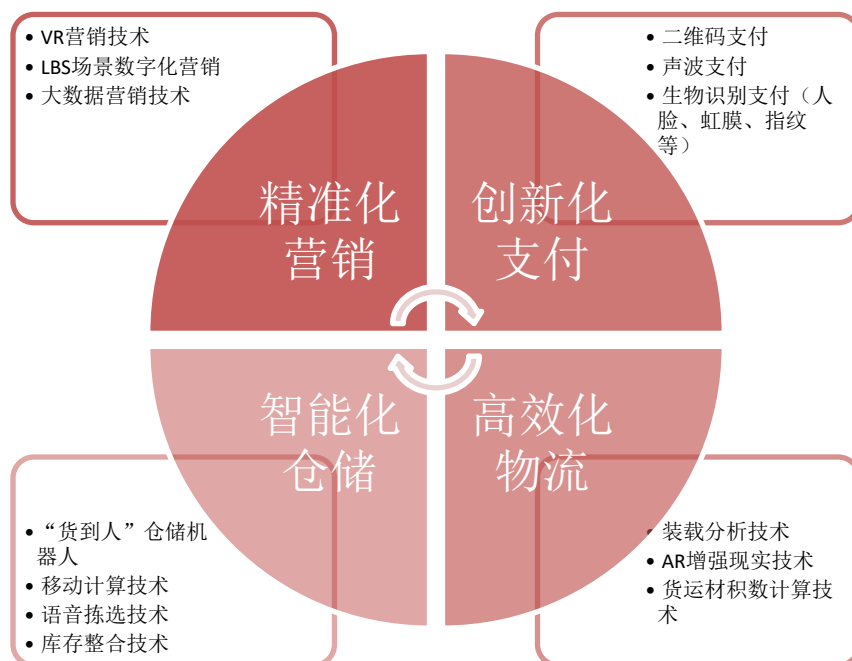 • VR营销技术
• LBS场景数字化营销
• 大数据营销技术
• 二维码支付
• 声波支付
• 生物识别支付（人
脸、虹膜、指纹
等）
精准化
营销
创新化
支付
智能化
仓储
高效化
物流
• “货到人”仓储机
器人
• 移动计算技术
• 语音拣选技术
• 库存整合技术
• 装载分析技术
• AR增强现实技术
• 货运材积数计算技
术